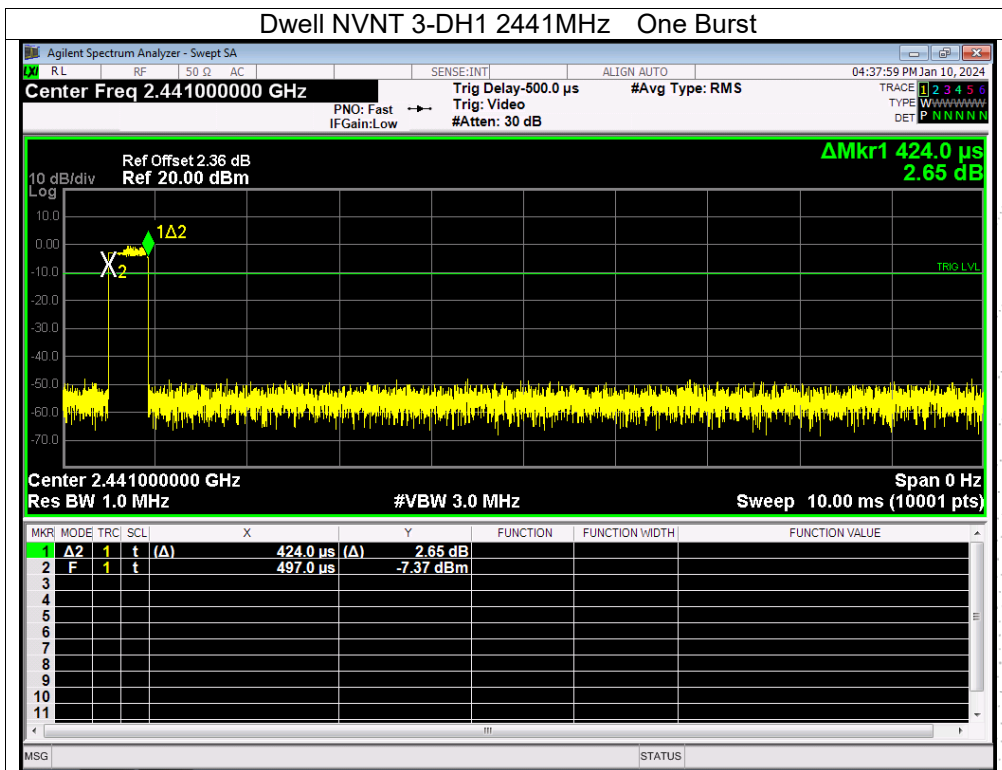 Dwell NVNT 3-DH1 2441MHz One Burst
Agilent Spectrum Analyzer - Swept SA
LXI RL RF 50 Ω AC SENSE:INT ALIGN AUTO 04:37:59 PM Jan 10, 2024
Center Freq 2.441000000 GHz
PNO: Fast
IFGain:Low
Trig Delay-500.0 µs
Trig: Video
#Atten: 30 dB
#Avg Type: RMS
TRACE 1 2 3 4 5 6
TYPE WWWWWWW
DET P N N N N N
ΔMkr1 424.0 µs
2.65 dB
Ref Offset 2.36 dB
10 dB/div Ref 20.00 dBm
Log
10.0
0.00
-10.0
-20.0
-30.0
-40.0
-50.0
-60.0
-70.0
1Δ2
X2
TRIG LVL
Center 2.441000000 GHz Span 0 Hz
Res BW 1.0 MHz #VBW 3.0 MHz Sweep 10.00 ms (10001 pts)
MKR MODE TRC SCL X Y FUNCTION FUNCTION WIDTH FUNCTION VALUE
1 Δ2 1 t (Δ) 424.0 µs (Δ) 2.65 dB
2 F 1 t 497.0 µs -7.37 dBm
3
4
5
6
7
8
9
10
11
MSG STATUS